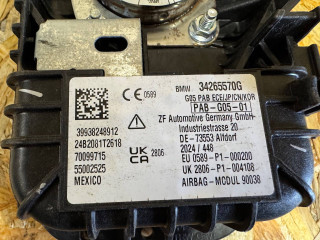 CE 0589
BMW 34265570G
G05 PAB ECE/JP/CN/KOR
PAB-G05-01
ZF Automotive Germany GmbH
Industriestrasse 20
DE-73553 Alfdorf
39938248912
24B2081T2618
70099715
55002525
MEXICO
UK CA 2806
2024 / 448
EU 0589 - P1 - 000200
UK 2806 - P1 - 004108
AIRBAG - MODUL 90038